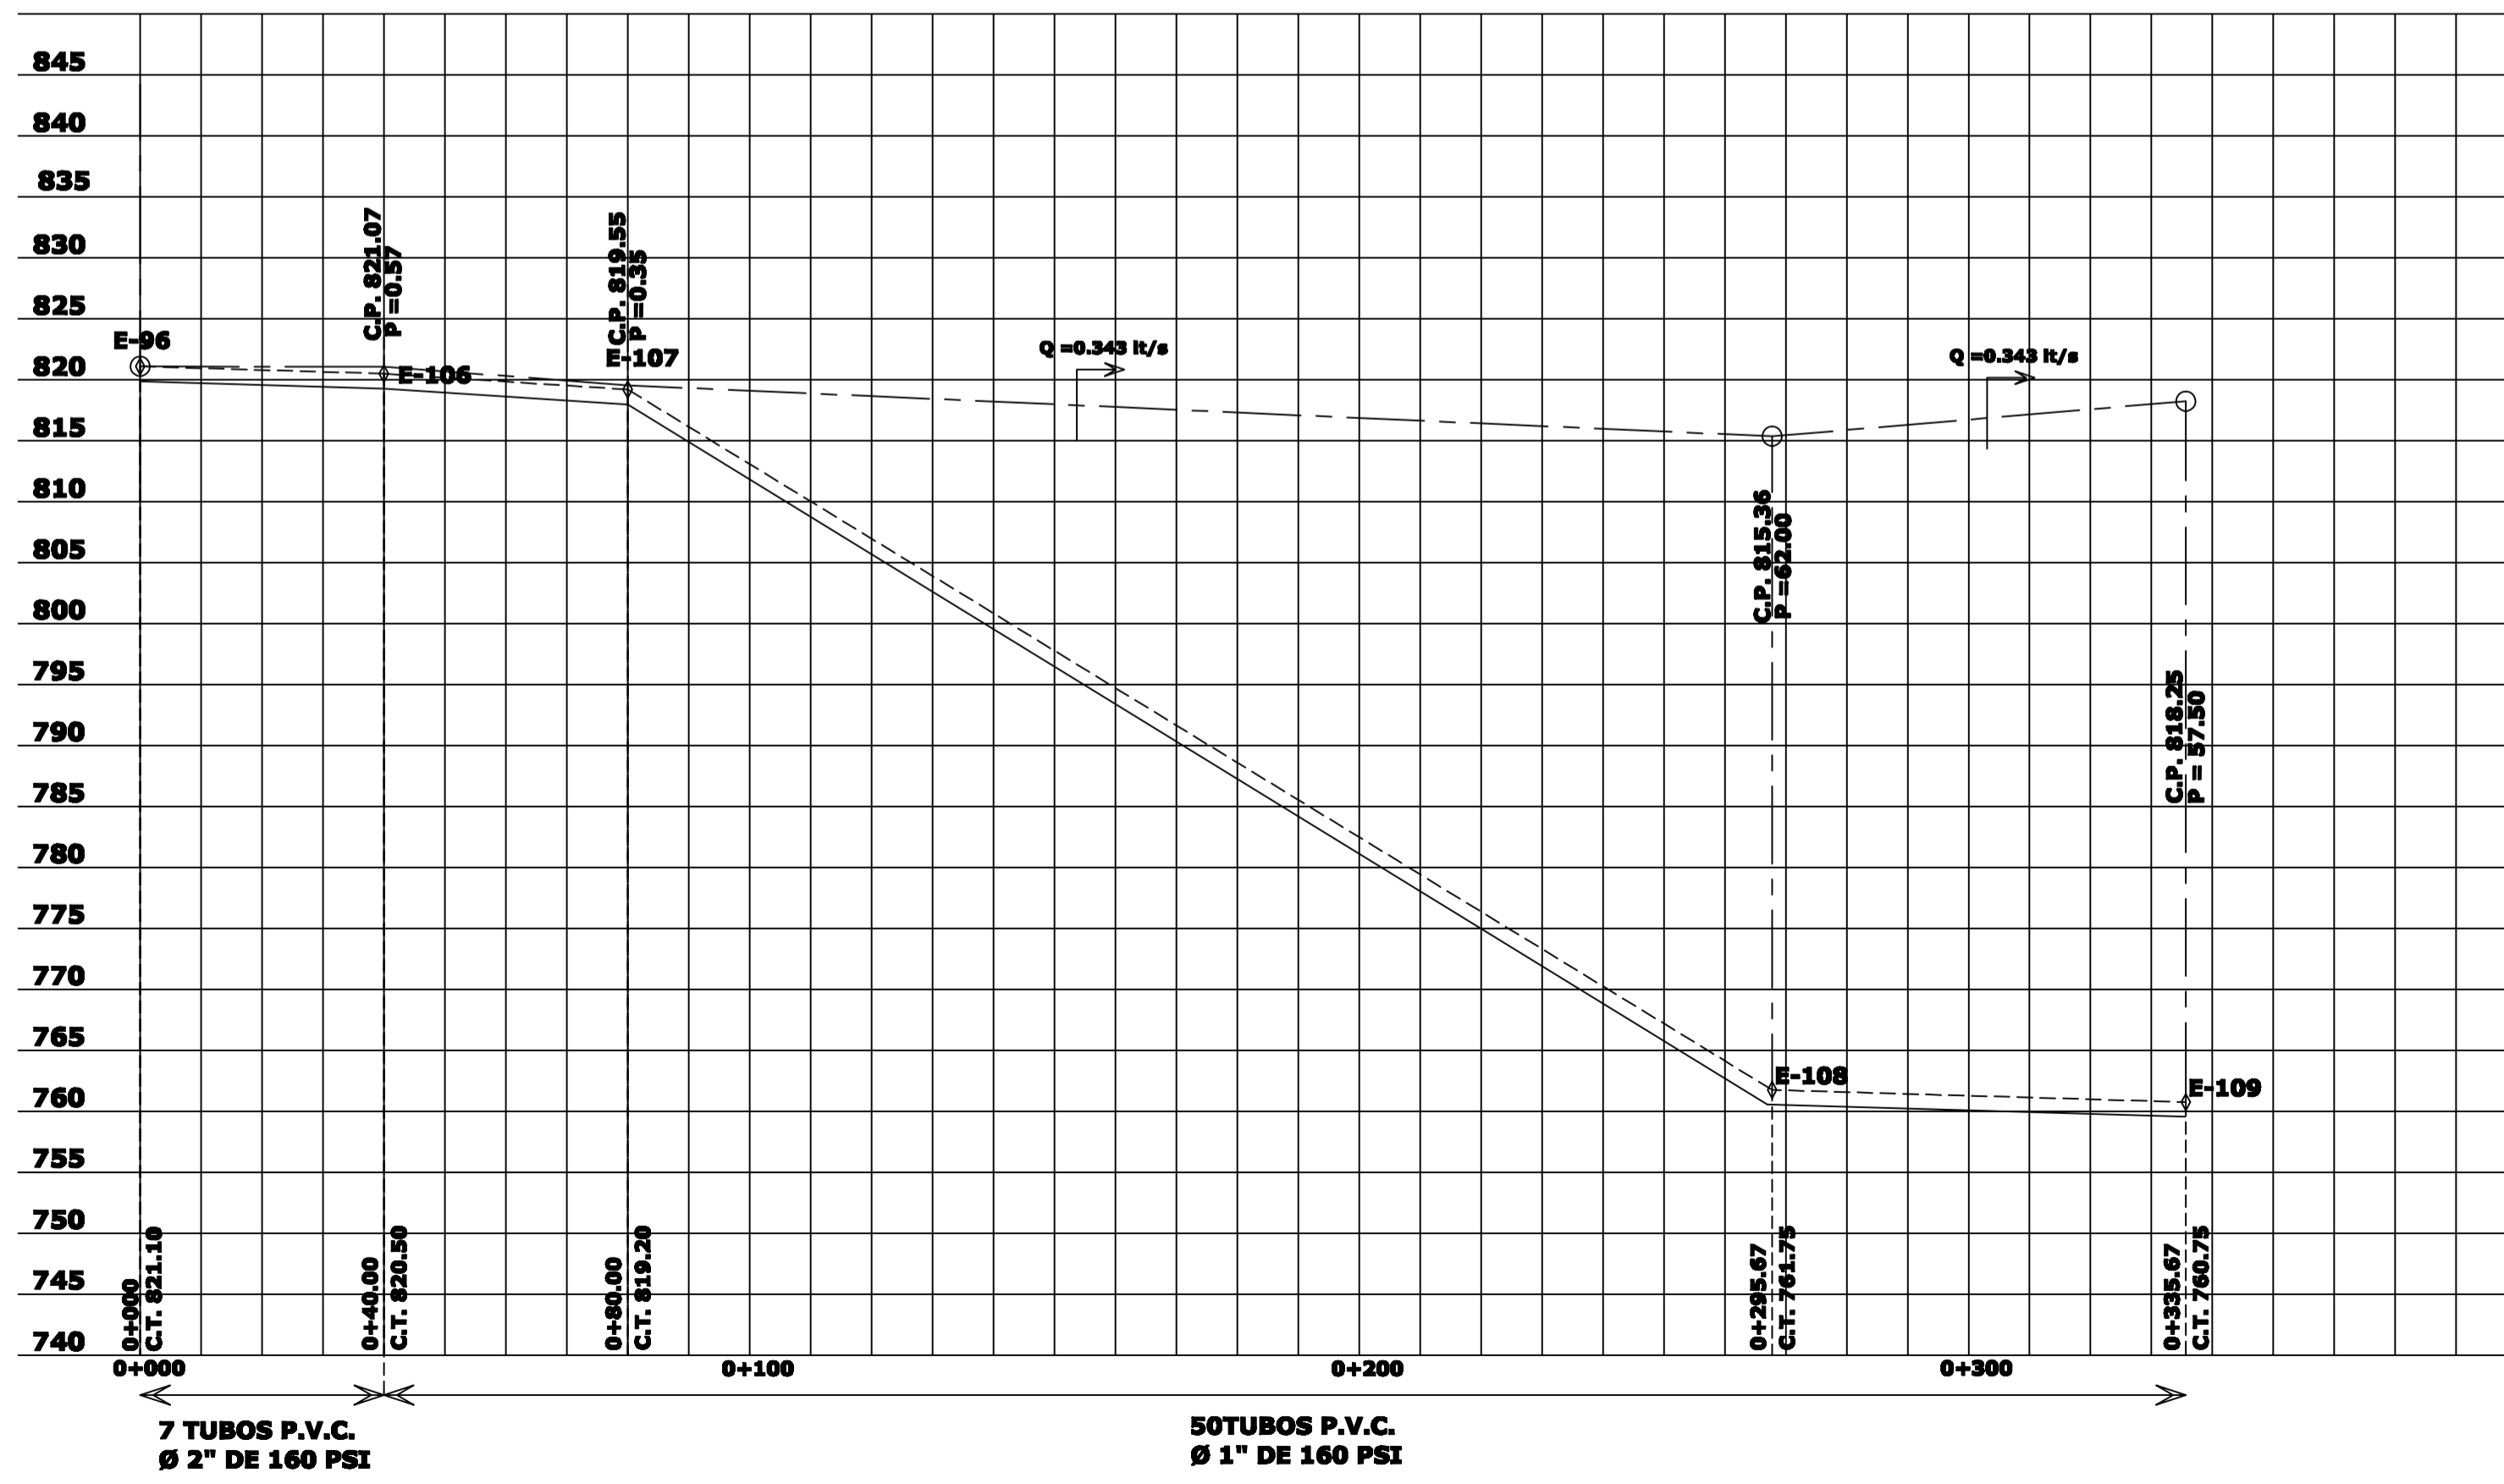 845
840
835
830
825
820
815
810
805
800
795
790
785
780
775
770
765
760
755
750
745
740
E-96
C.P. 821.07
P =0.57
E-106
C.P. 819.55
P =0.35
E-107
Q =0.343 lt/s
Q =0.343 lt/s
C.P. 815.36
P =62.00
C.P. 818.25
P = 57.50
E-108
E-109
0+000
C.T. 821.10
0+40.00
C.T. 820.50
0+80.00
C.T. 819.20
0+295.67
C.T. 761.75
0+335.67
C.T. 760.75
0+000
0+100
0+200
0+300
7 TUBOS P.V.C.
Ø 2" DE 160 PSI
50TUBOS P.V.C.
Ø 1" DE 160 PSI